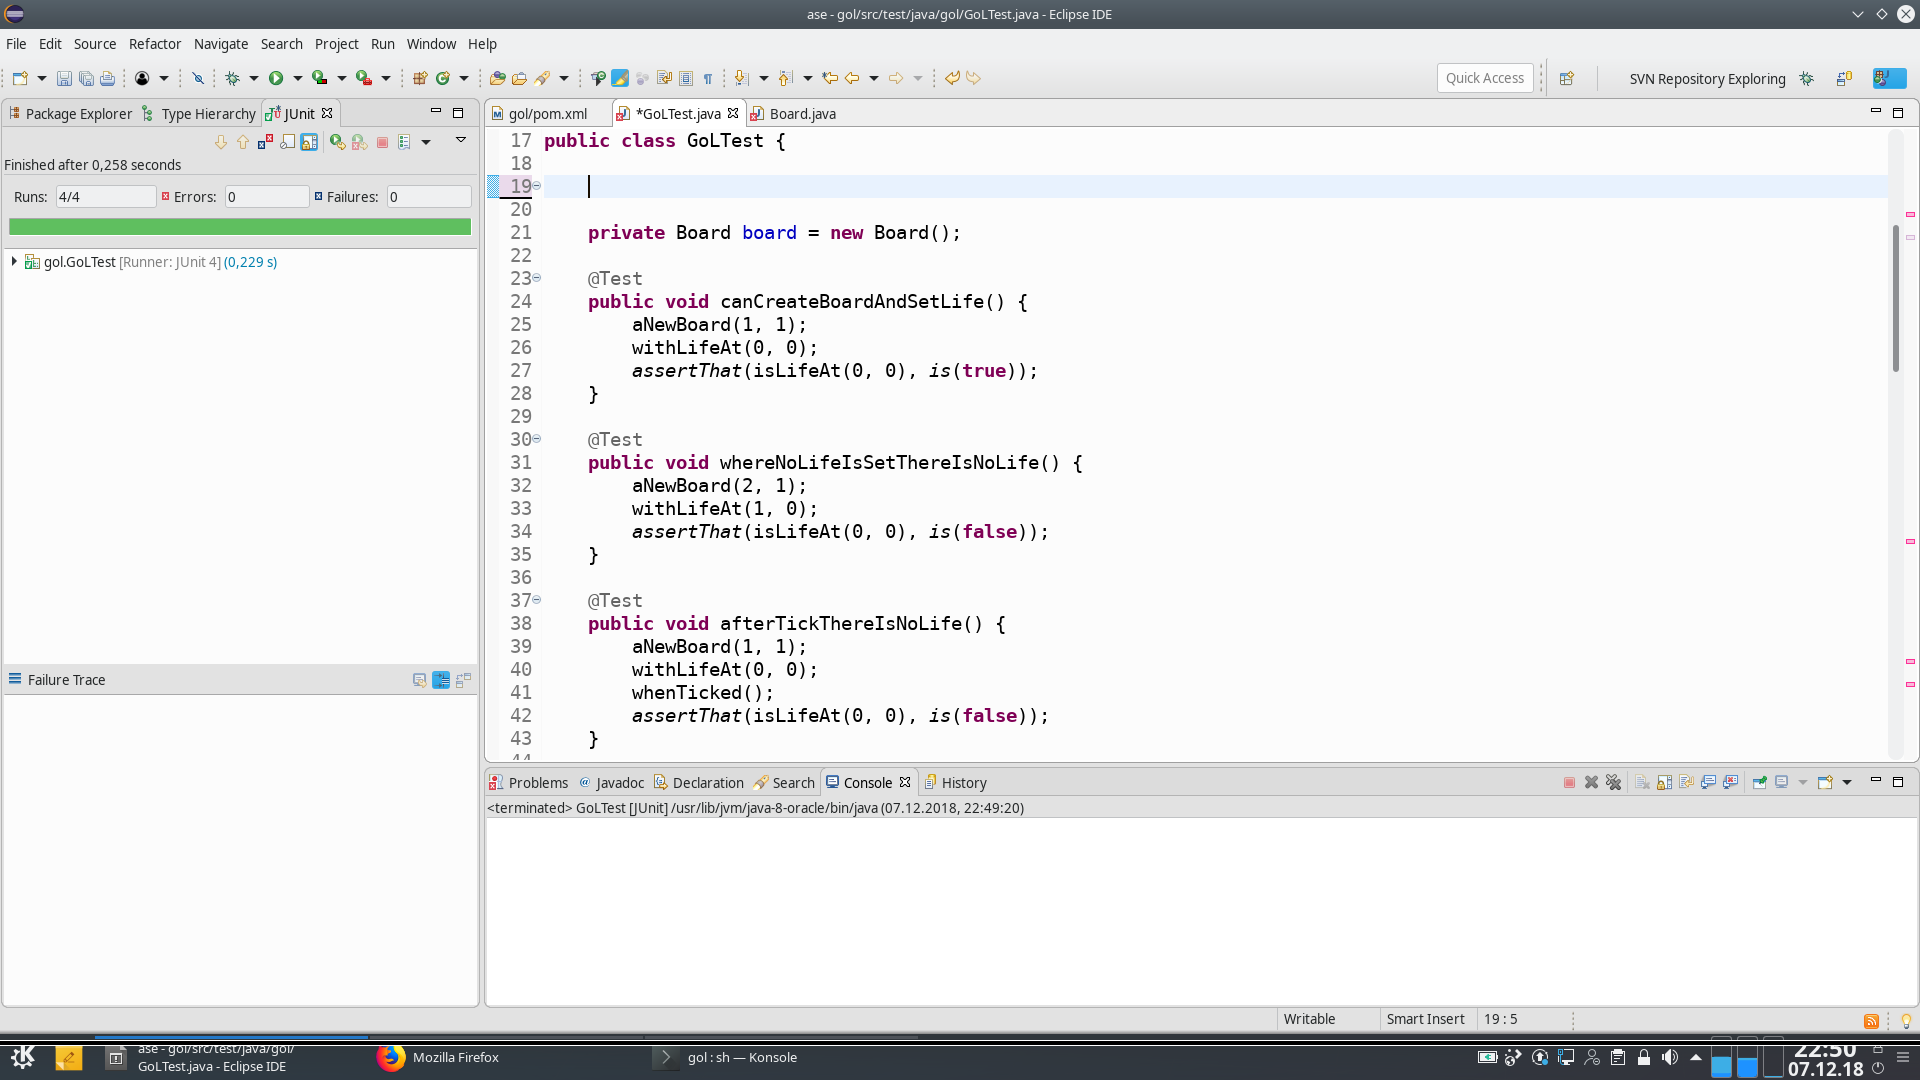 ase - gol/src/test/java/gol/GoLTest.java - Eclipse IDE
File Edit Source Refactor Navigate Search Project Run Window Help
Quick Access
SVN Repository Exploring
Package Explorer Type Hierarchy JUnit
Finished after 0,258 seconds
Runs: 4/4 Errors: 0 Failures: 0
gol.GoLTest [Runner: JUnit 4] (0,229 s)
Failure Trace
gol/pom.xml *GoLTest.java Board.java
17 public class GoLTest {
18
19
20
21 private Board board = new Board();
22
23 @Test
24 public void canCreateBoardAndSetLife() {
25 aNewBoard(1, 1);
26 withLifeAt(0, 0);
27 assertThat(isLifeAt(0, 0), is(true));
28 }
29
30 @Test
31 public void whereNoLifeIsSetThereIsNoLife() {
32 aNewBoard(2, 1);
33 withLifeAt(1, 0);
34 assertThat(isLifeAt(0, 0), is(false));
35 }
36
37 @Test
38 public void afterTickThereIsNoLife() {
39 aNewBoard(1, 1);
40 withLifeAt(0, 0);
41 whenTicked();
42 assertThat(isLifeAt(0, 0), is(false));
43 }
44
Problems Javadoc Declaration Search Console History
<terminated> GoLTest [JUnit] /usr/lib/jvm/java-8-oracle/bin/java (07.12.2018, 22:49:20)
Writable Smart Insert 19 : 5
ase - gol/src/test/java/gol/
GoLTest.java - Eclipse IDE
Mozilla Firefox
gol : sh — Konsole
22:50
07.12.18